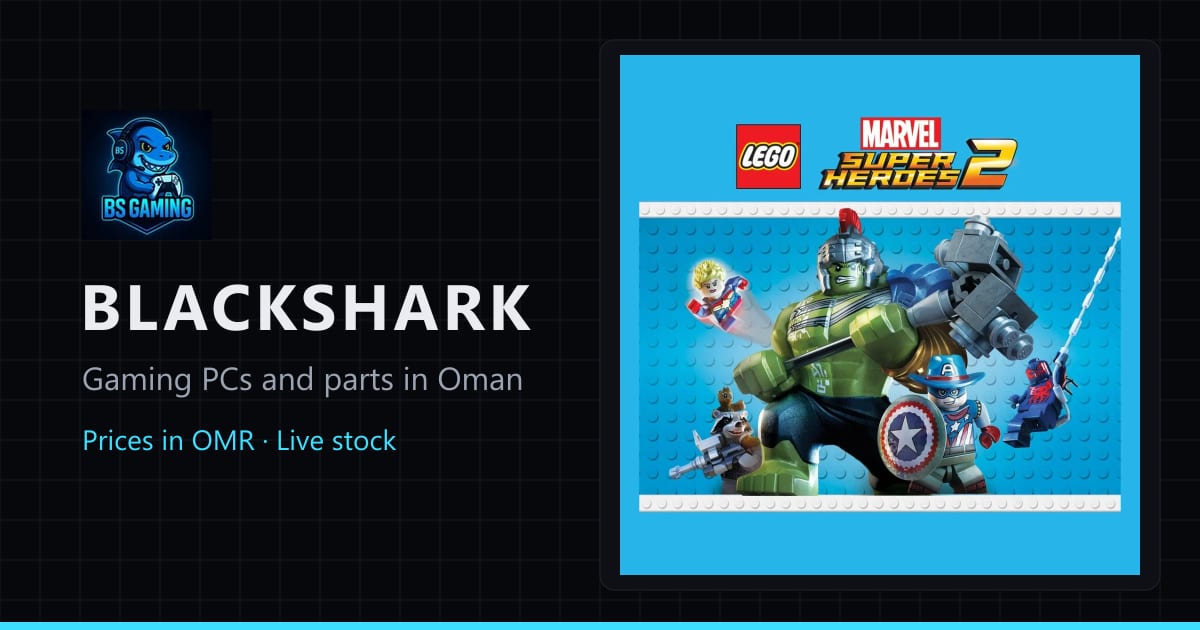 BS
BS GAMING
BLACKSHARK
Gaming PCs and parts in Oman
Prices in OMR · Live stock
LEGO
MARVEL
SUPER
HEROES 2
A